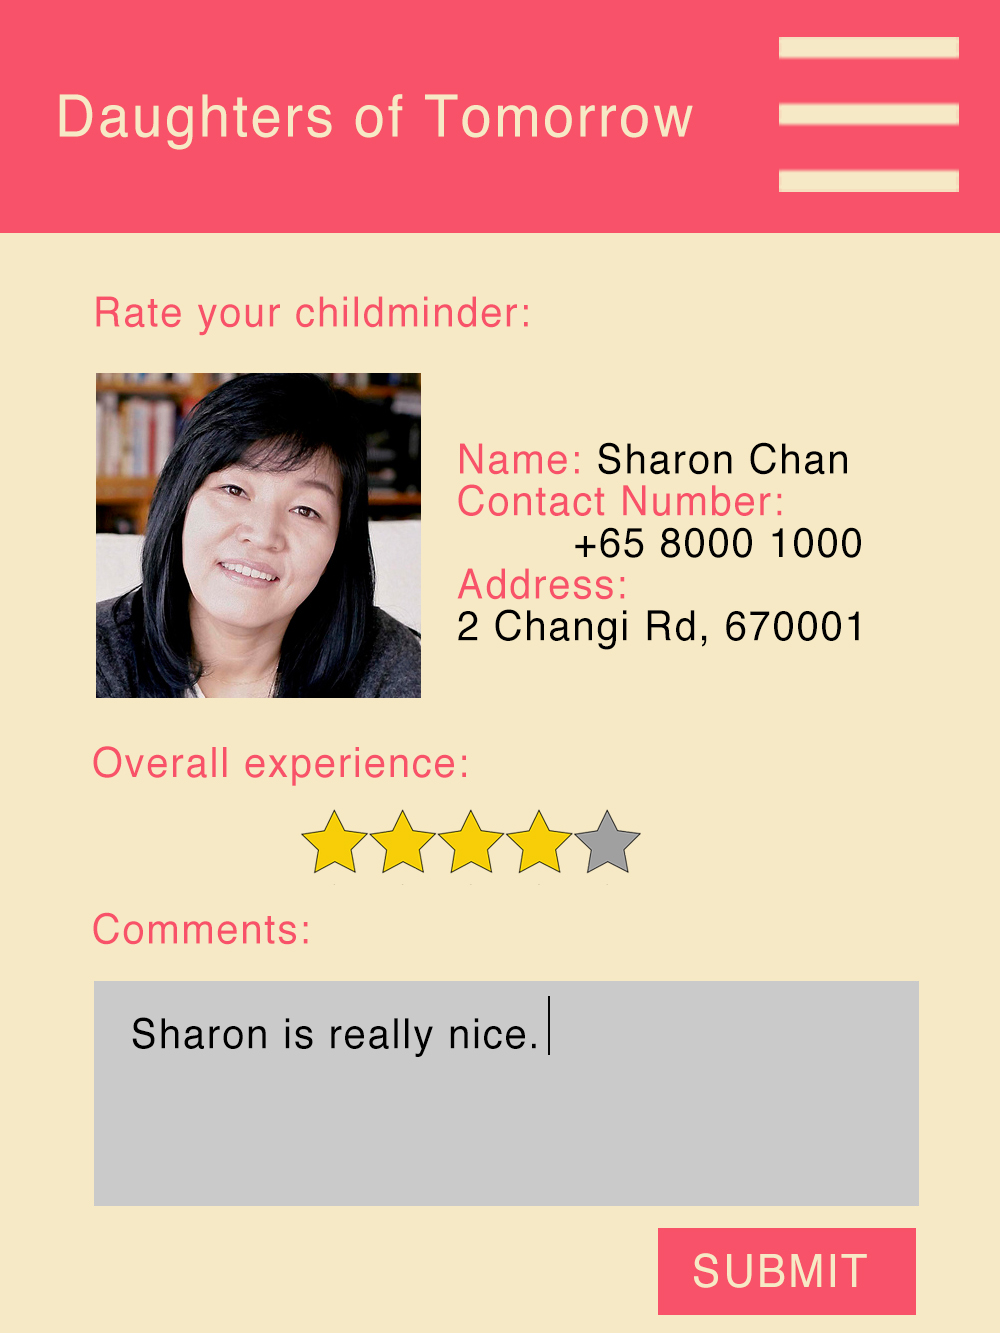 Daughters of Tomorrow
Rate your childminder:
Name: Sharon Chan
Contact Number:
+65 8000 1000
Address:
2 Changi Rd, 670001
Overall experience:
Comments:
Sharon is really nice.
SUBMIT